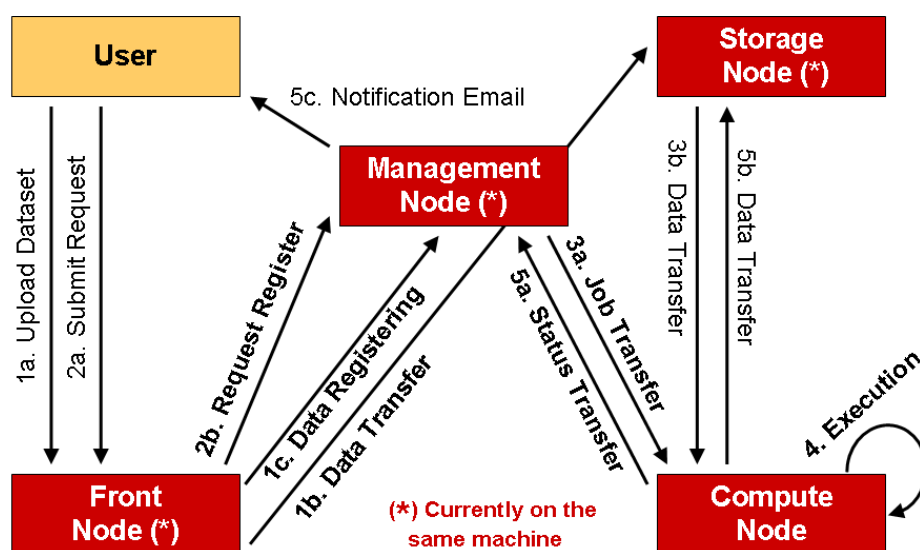 User
Storage
Node (*)
5c. Notification Email
Management
Node (*)
1a. Upload Dataset
2a. Submit Request
2b. Request Register
1c. Data Registering
1b. Data Transfer
3a. Job Transfer
5a. Status Transfer
3b. Data Transfer
5b. Data Transfer
4. Execution
Front
Node (*)
(*) Currently on the
same machine
Compute
Node